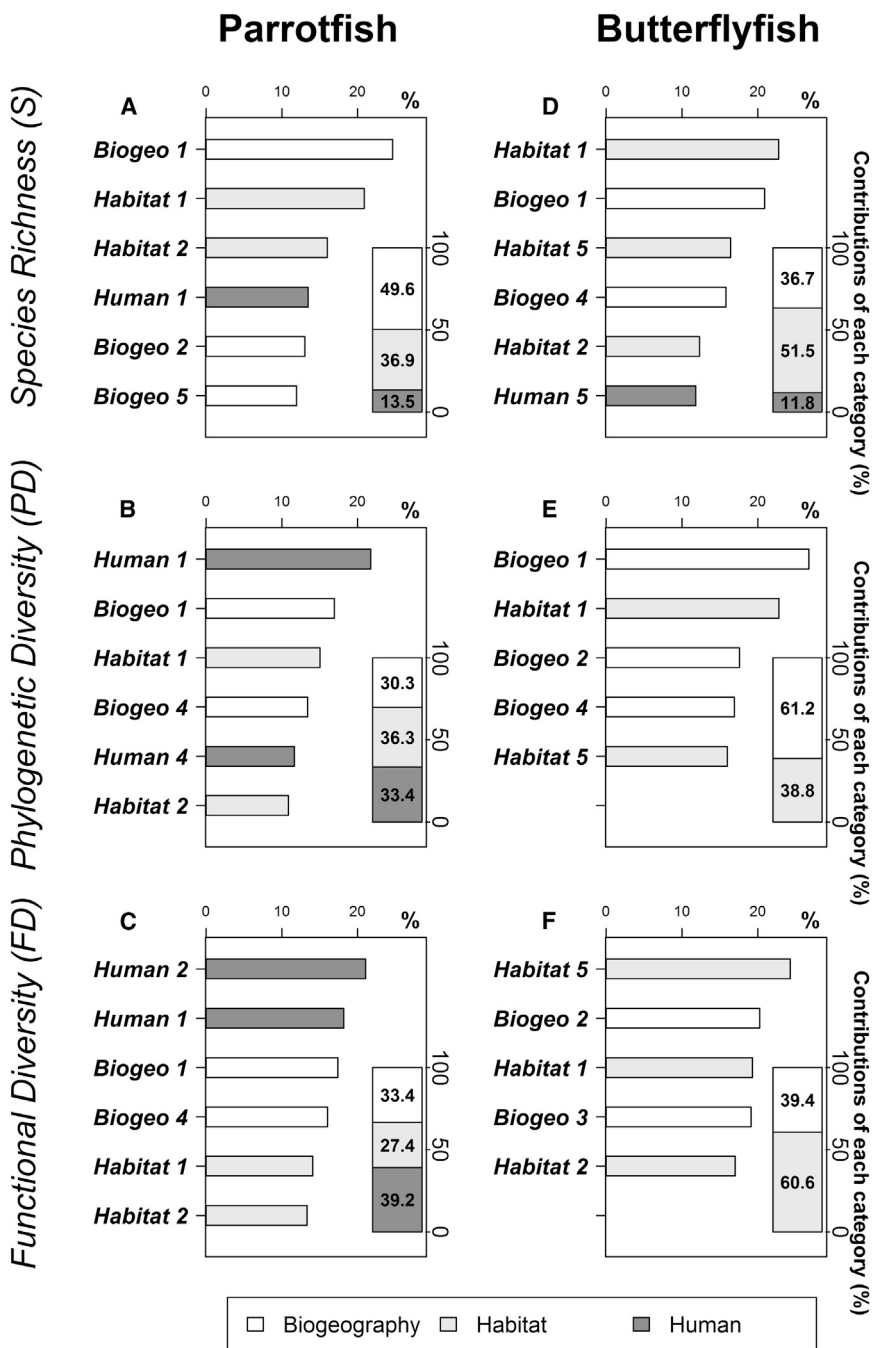 Parrotfish Butterflyfish
Species Richness (S)
A
0 10 20 %
Biogeo 1
Habitat 1
Habitat 2
Human 1
Biogeo 2
Biogeo 5
49.6
36.9
13.5
100
50
0
D
0 10 20 %
Habitat 1
Biogeo 1
Habitat 5
Biogeo 4
Habitat 2
Human 5
36.7
51.5
11.8
100
50
0
Contributions of each category (%)
Phylogenetic Diversity (PD)
B
0 10 20 %
Human 1
Biogeo 1
Habitat 1
Biogeo 4
Human 4
Habitat 2
30.3
36.3
33.4
100
50
0
E
0 10 20 %
Biogeo 1
Habitat 1
Biogeo 2
Biogeo 4
Habitat 5
61.2
38.8
100
50
0
Contributions of each category (%)
Functional Diversity (FD)
C
0 10 20 %
Human 2
Human 1
Biogeo 1
Biogeo 4
Habitat 1
Habitat 2
33.4
27.4
39.2
100
50
0
F
0 10 20 %
Habitat 5
Biogeo 2
Habitat 1
Biogeo 3
Habitat 2
39.4
60.6
100
50
0
Contributions of each category (%)
Biogeography Habitat Human